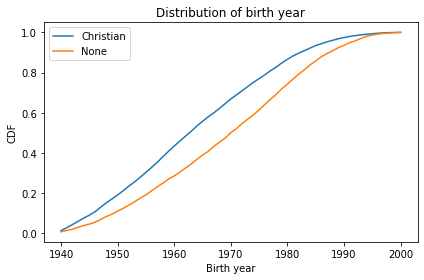 Distribution of birth year
Christian
None
CDF
1.0
0.8
0.6
0.4
0.2
0.0
1940 1950 1960 1970 1980 1990 2000
Birth year